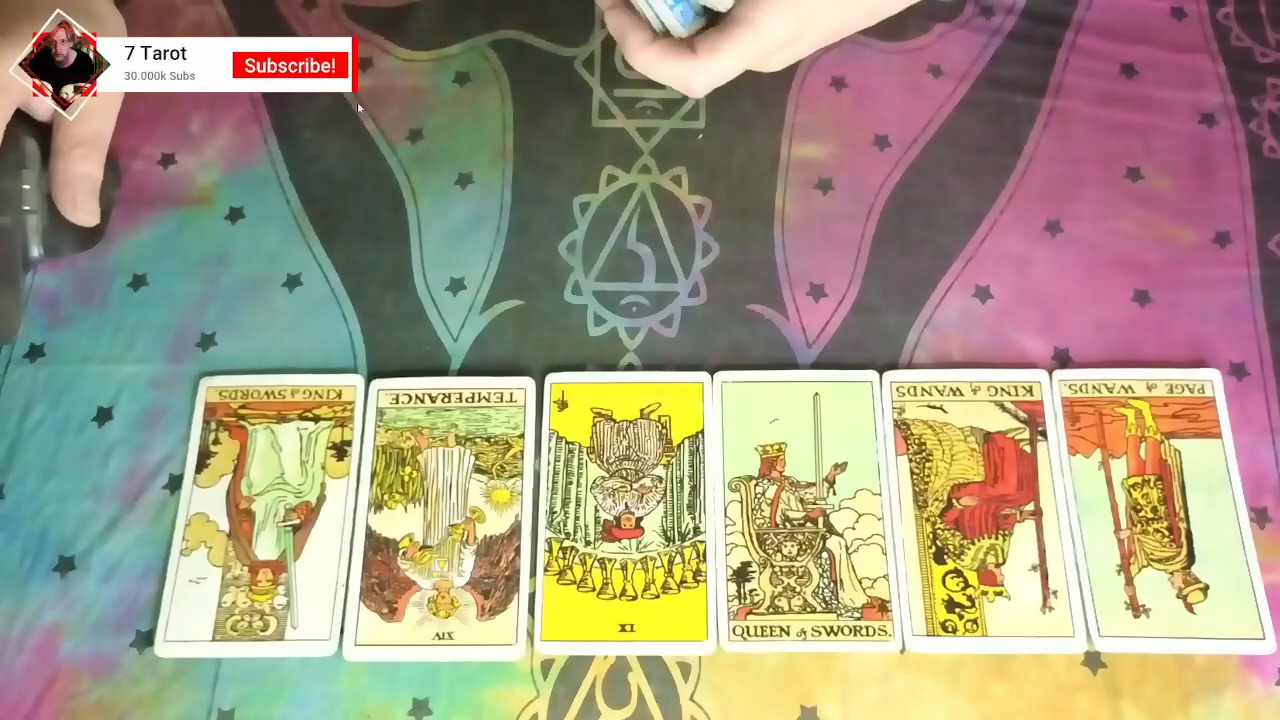 7 Tarot
30.000k Subs
Subscribe!
KING of SWORDS.
TEMPERANCE.
XIV
IX
QUEEN of SWORDS.
KING of WANDS
PAGE of WANDS.